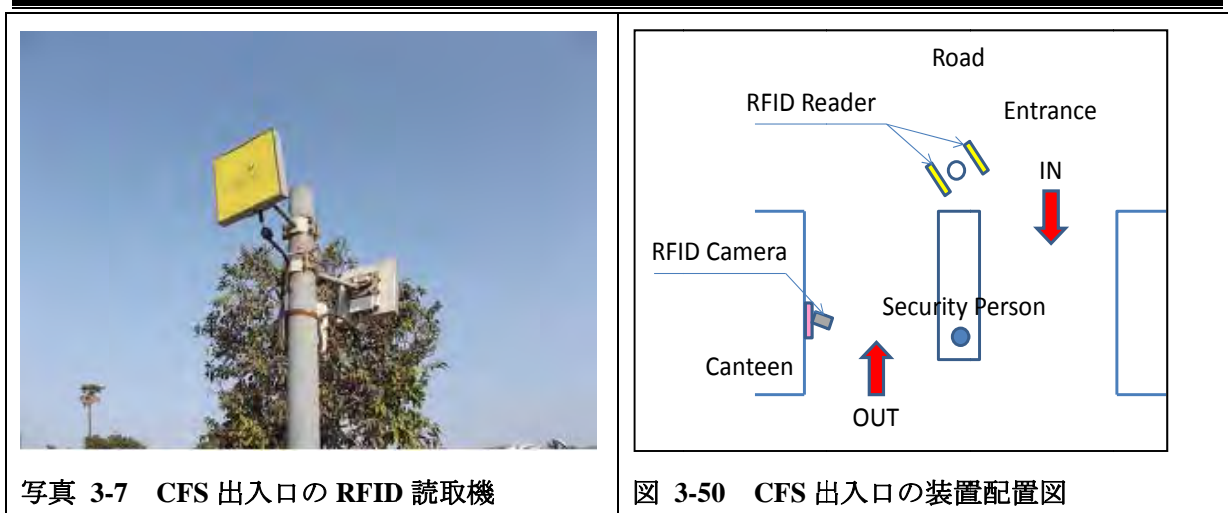 Road
RFID Reader
Entrance
IN
RFID Camera
Security Person
Canteen
OUT
写真 3-7 CFS 出入口の RFID 読取機
図 3-50 CFS 出入口の装置配置図